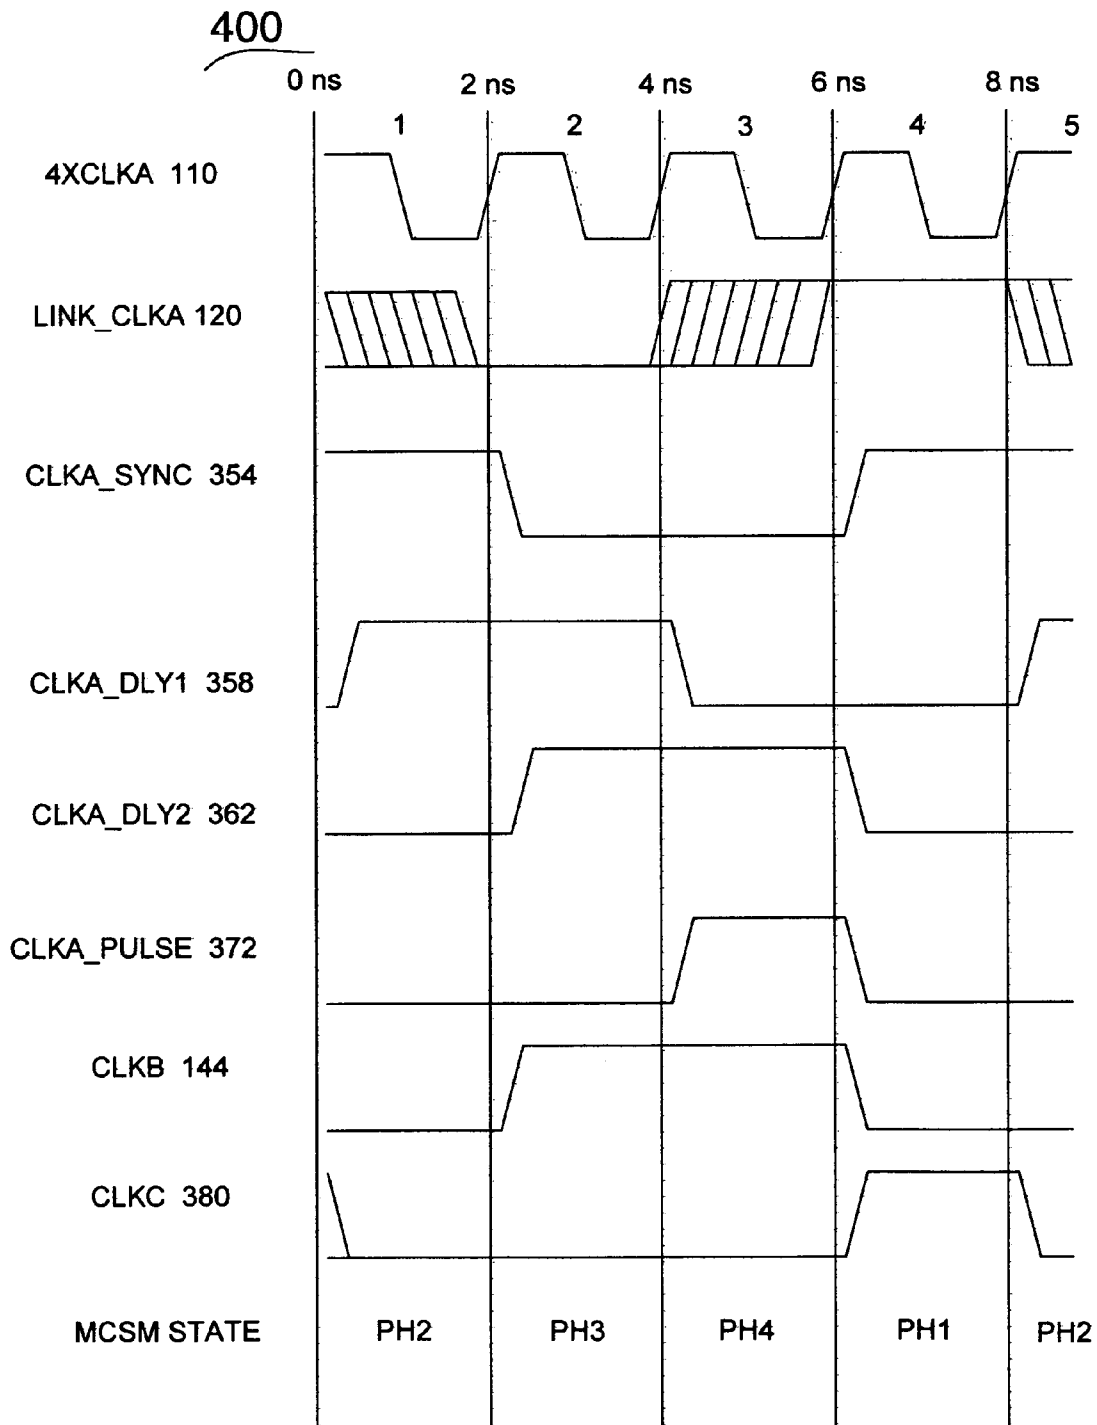 400
0 ns 2 ns 4 ns 6 ns 8 ns
1 2 3 4 5
4XCLKA 110
LINK_CLKA 120
CLKA_SYNC 354
CLKA_DLY1 358
CLKA_DLY2 362
CLKA_PULSE 372
CLKB 144
CLKC 380
MCSM STATE PH2 PH3 PH4 PH1 PH2